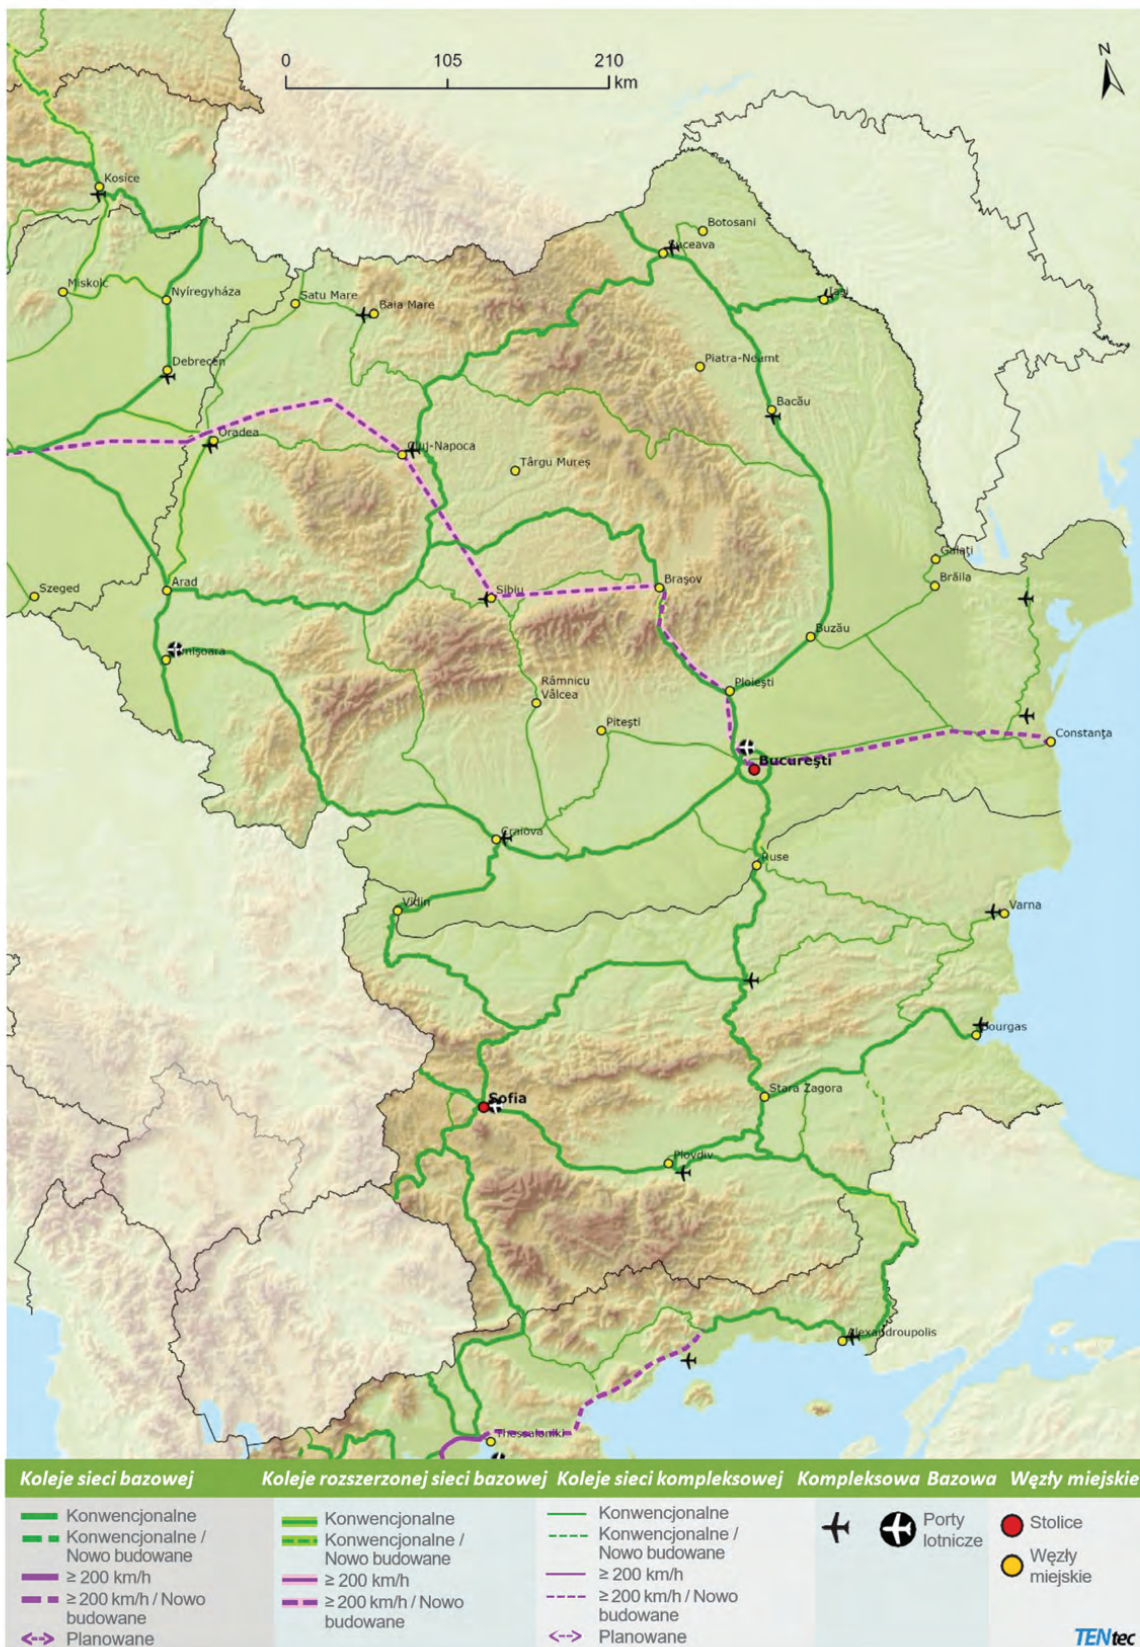 0 105 210
km
N
Kosice
Botosani
Suceava
Miskolc
Nyíregyháza
Satu Mare
Baia Mare
Iași
Debrecen
Piatra-Neamt
Bacău
Oradea
Cluj-Napoca
Târgu Mureș
Galați
Szeged
Arad
Sibiu
Brașov
Brăila
Timișoara
Buzău
Râmnicu
Vâlcea
Ploiești
Pitești
Constanța
București
Craiova
Ruse
Vidin
Varna
Bourgas
Stara Zagora
Sofia
Plovdiv
Alexandroupolis
Thessaloniki
Koleje sieci bazowej
Konwencjonalne
Konwencjonalne /
Nowo budowane
≥ 200 km/h
≥ 200 km/h / Nowo
budowane
Planowane
Koleje rozszerzonej sieci bazowej
Konwencjonalne
Konwencjonalne /
Nowo budowane
≥ 200 km/h
≥ 200 km/h / Nowo
budowane
Koleje sieci kompleksowej
Konwencjonalne
Konwencjonalne /
Nowo budowane
≥ 200 km/h
≥ 200 km/h / Nowo
budowane
Planowane
Kompleksowa Bazowa
Porty
lotnicze
Węzły miejskie
Stolice
Węzły
miejskie
TENtec